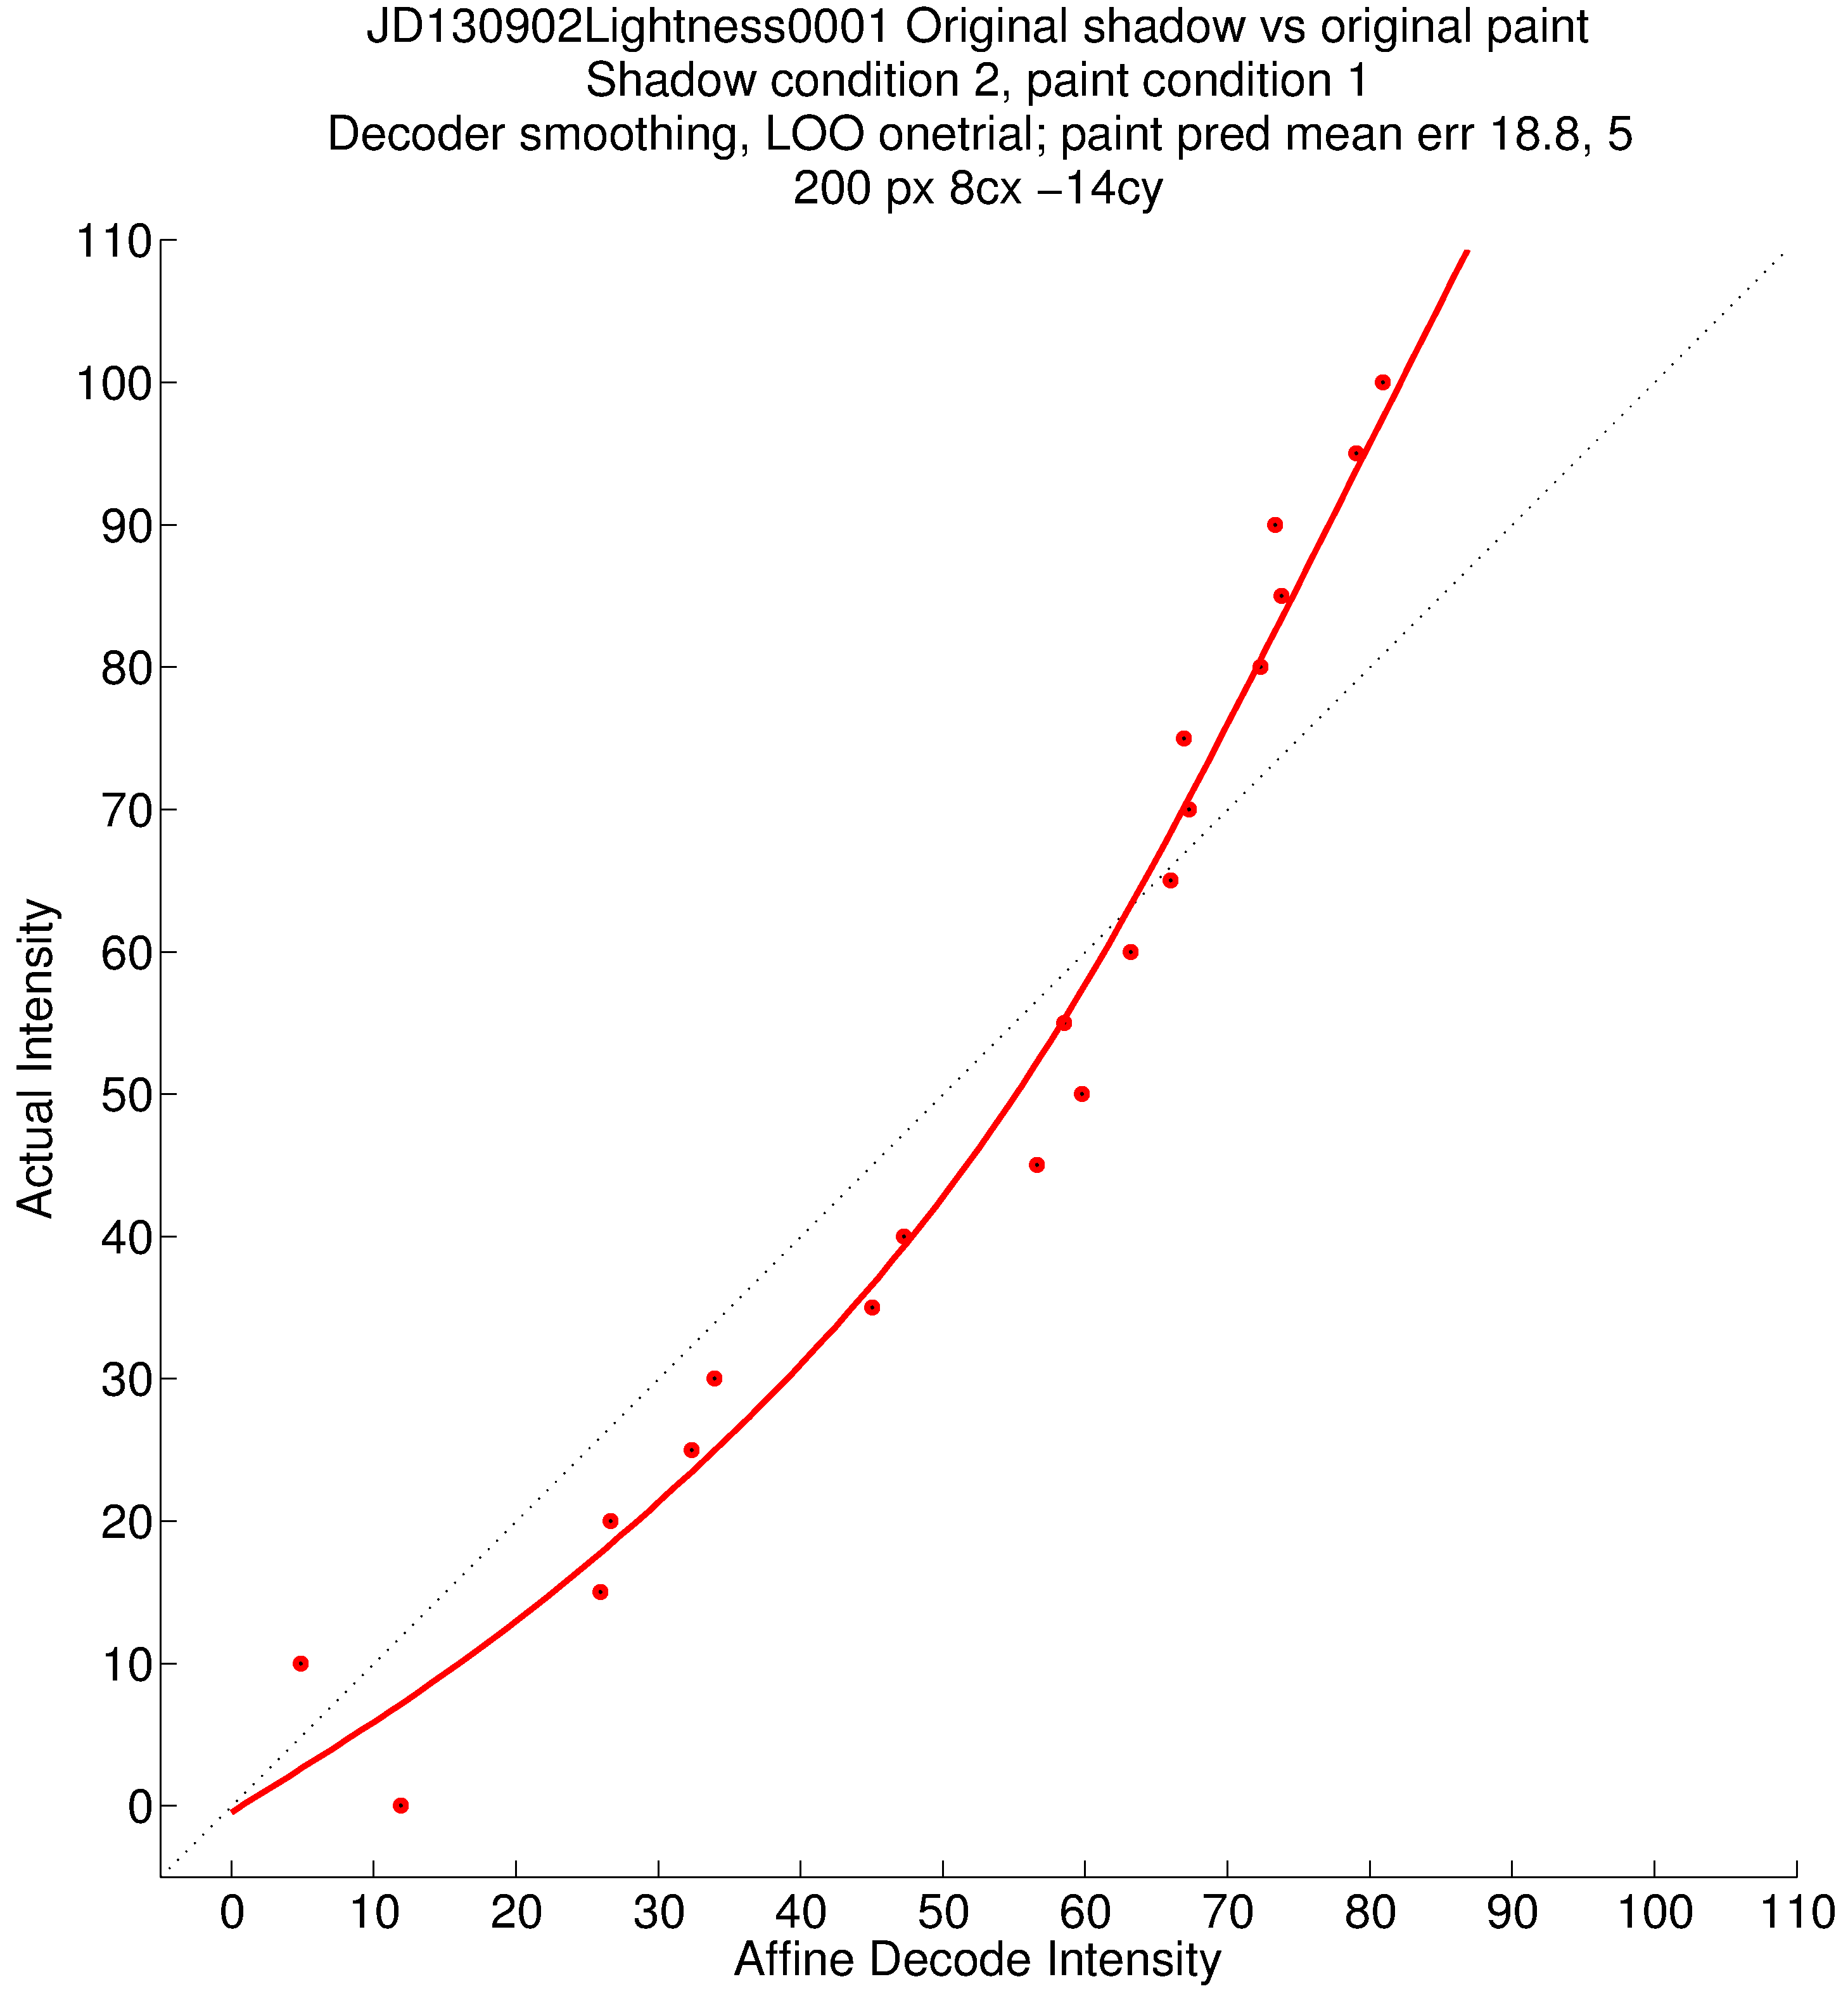 JD130902Lightness0001 Original shadow vs original paint
Shadow condition 2, paint condition 1
Decoder smoothing, LOO onetrial; paint pred mean err 18.8, 5
200 px 8cx −14cy
110
100
90
80
70
60
50
40
30
20
10
0
Actual Intensity
0 10 20 30 40 50 60 70 80 90 100 110
Affine Decode Intensity